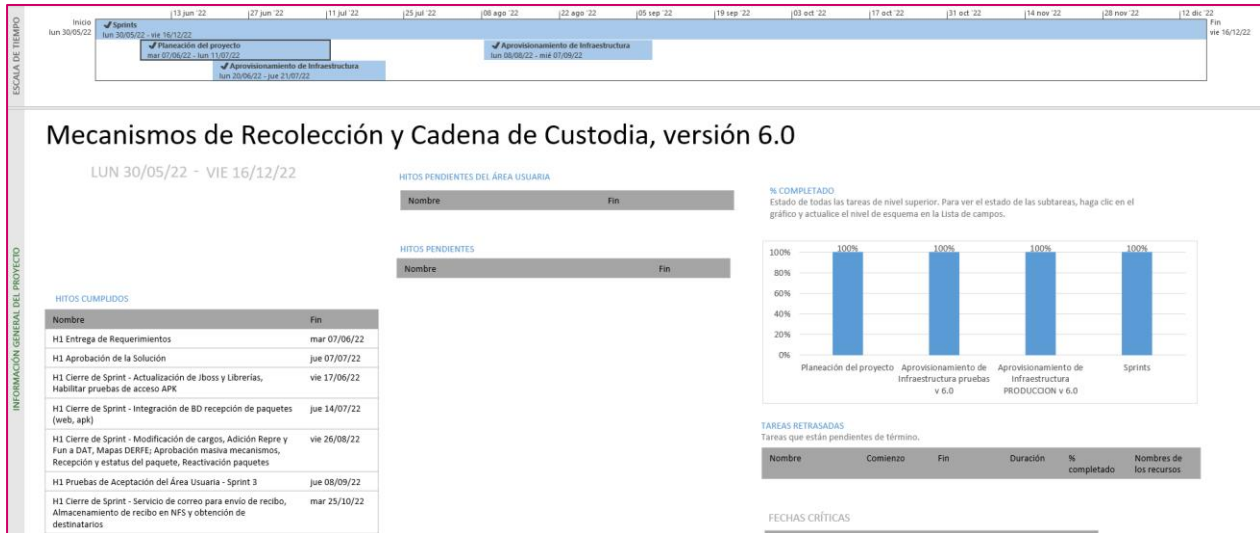 ESCALA DE TIEMPO
13 jun '22 27 jun '22 11 jul '22 25 jul '22 08 ago '22 22 ago '22 05 sep '22 19 sep '22 03 oct '22 17 oct '22 31 oct '22 14 nov '22 28 nov '22 12 dic '22
Inicio
lun 30/05/22
Sprints
lun 30/05/22 - vie 16/12/22
Fin
vie 16/12/22
Planeación del proyecto
mar 07/06/22 - lun 11/07/22
Aprovisionamiento de Infraestructura
lun 08/08/22 - mié 07/09/22
Aprovisionamiento de Infraestructura
lun 20/06/22 - jue 21/07/22
INFORMACIÓN GENERAL DEL PROYECTO
Mecanismos de Recolección y Cadena de Custodia, versión 6.0
LUN 30/05/22 - VIE 16/12/22
HITOS CUMPLIDOS
Nombre Fin
H1 Entrega de Requerimientos mar 07/06/22
H1 Aprobación de la Solución jue 07/07/22
H1 Cierre de Sprint - Actualización de Jboss y Librerías, vie 17/06/22
Habilitar pruebas de acceso APK
H1 Cierre de Sprint - Integración de BD recepción de paquetes jue 14/07/22
(web, apk)
H1 Cierre de Sprint - Modificación de cargos, Adición Repre y vie 26/08/22
Fun a DAT, Mapas DERFE; Aprobación masiva mecanismos,
Recepción y estatus del paquete, Reactivación paquetes
H1 Pruebas de Aceptación del Área Usuaria - Sprint 3 jue 08/09/22
H1 Cierre de Sprint - Servicio de correo para envío de recibo, mar 25/10/22
Almacenamiento de recibo en NFS y obtención de
destinatarios
HITOS PENDIENTES DEL ÁREA USUARIA
Nombre Fin
HITOS PENDIENTES
Nombre Fin
% COMPLETADO
Estado de todas las tareas de nivel superior. Para ver el estado de las subtareas, haga clic en el
gráfico y actualice el nivel de esquema en la Lista de campos.
100% 100% 100% 100% 100%
80%
60%
40%
20%
0%
Planeación del proyecto Aprovisionamiento de Aprovisionamiento de Sprints
Infraestructura pruebas Infraestructura
v 6.0 PRODUCCION v 6.0
TAREAS RETRASADAS
Tareas que están pendientes de término.
Nombre Comienzo Fin Duración % Nombres de
completado los recursos
FECHAS CRÍTICAS